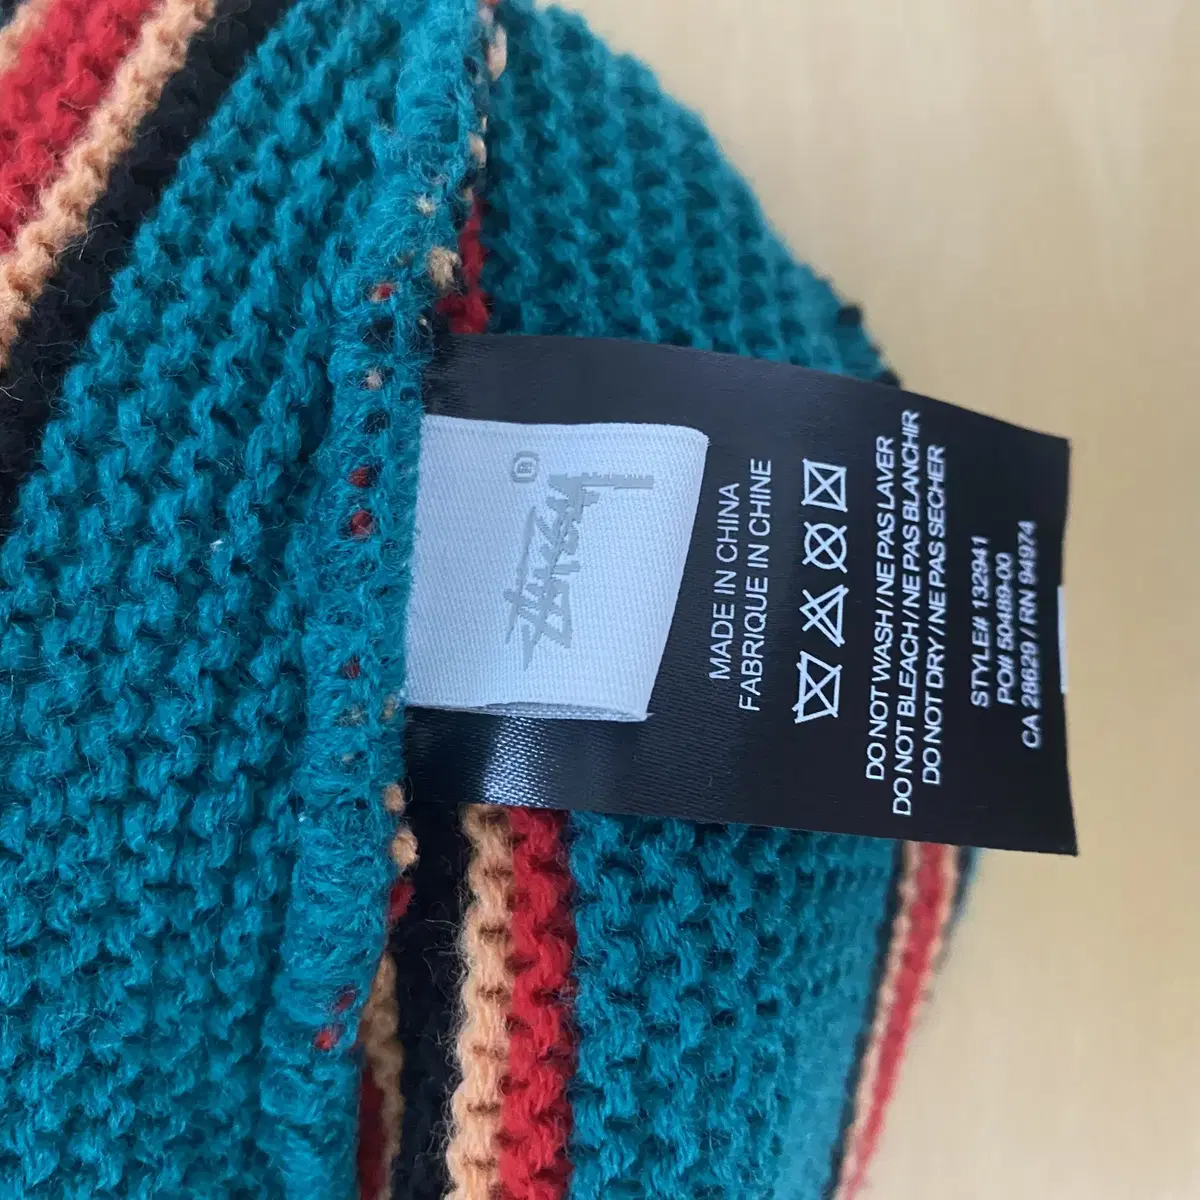 STÜSSY®
MADE IN CHINA
FABRIQUE IN CHINE
DO NOT WASH / NE PAS LAVER
DO NOT BLEACH / NE PAS BLANCHIR
DO NOT DRY / NE PAS SECHER
STYLE# 132941
PO# 50489-00
CA 28629 / RN 94974